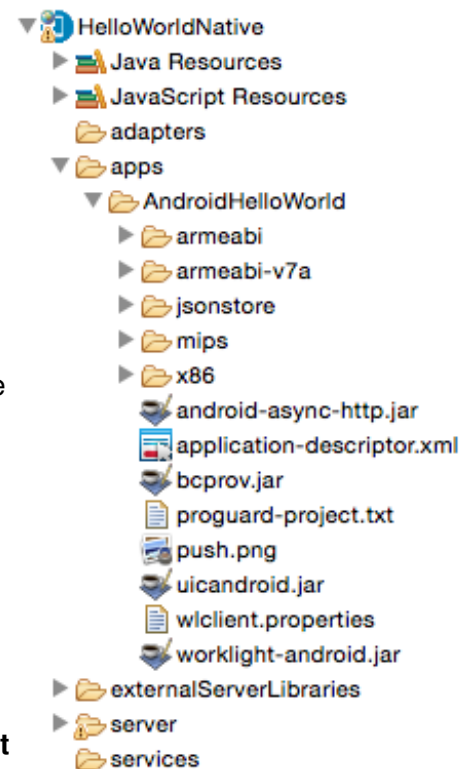 HelloWorldNative
Java Resources
JavaScript Resources
adapters
apps
AndroidHelloWorld
armeabi
armeabi-v7a
jsonstore
mips
x86
e
android-async-http.jar
application-descriptor.xml
bcprov.jar
proguard-project.txt
push.png
uicandroid.jar
wlclient.properties
worklight-android.jar
externalServerLibraries
server
t
services